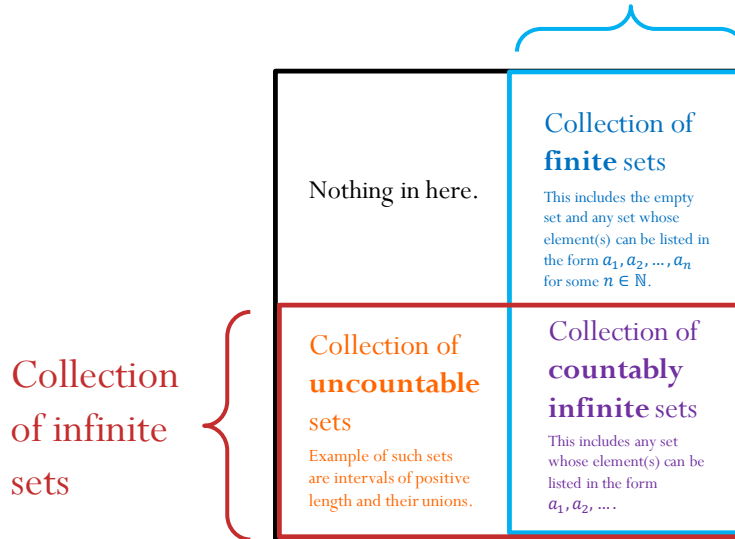 Nothing in here.
Collection of
finite sets
This includes the empty
set and any set whose
element(s) can be listed in
the form a₁, a₂, … , aₙ
for some n ∈ ℕ.
Collection
of infinite
sets
Collection of
uncountable
sets
Example of such sets
are intervals of positive
length and their unions.
Collection of
countably
infinite sets
This includes any set
whose element(s) can be
listed in the form
a₁, a₂, … .